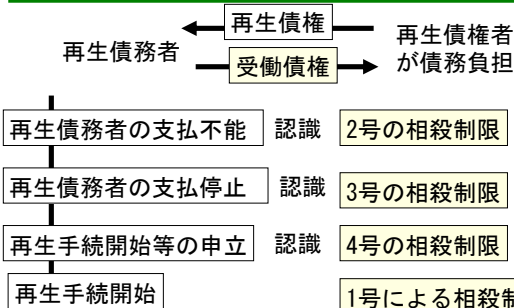 再生債権
再生債務者
再生債権者
が債務負担
受働債権
再生債務者の支払不能 認識 2号の相殺制限
再生債務者の支払停止 認識 3号の相殺制限
再生手続開始等の申立 認識 4号の相殺制限
再生手続開始
1号による相殺制